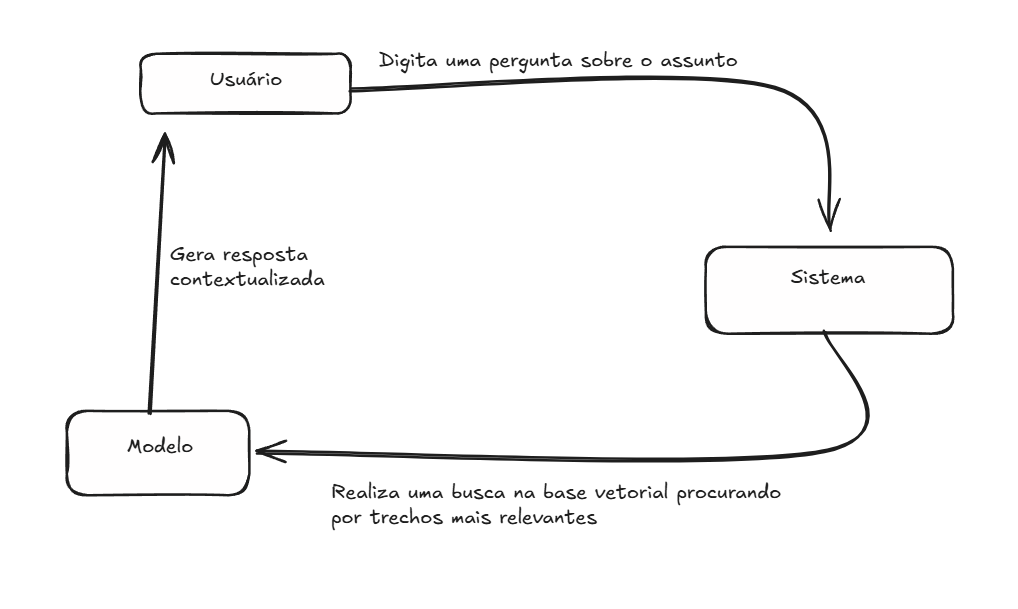 Usuário
Digita uma pergunta sobre o assunto
Sistema
Gera resposta
contextualizada
Modelo
Realiza uma busca na base vetorial procurando
por trechos mais relevantes